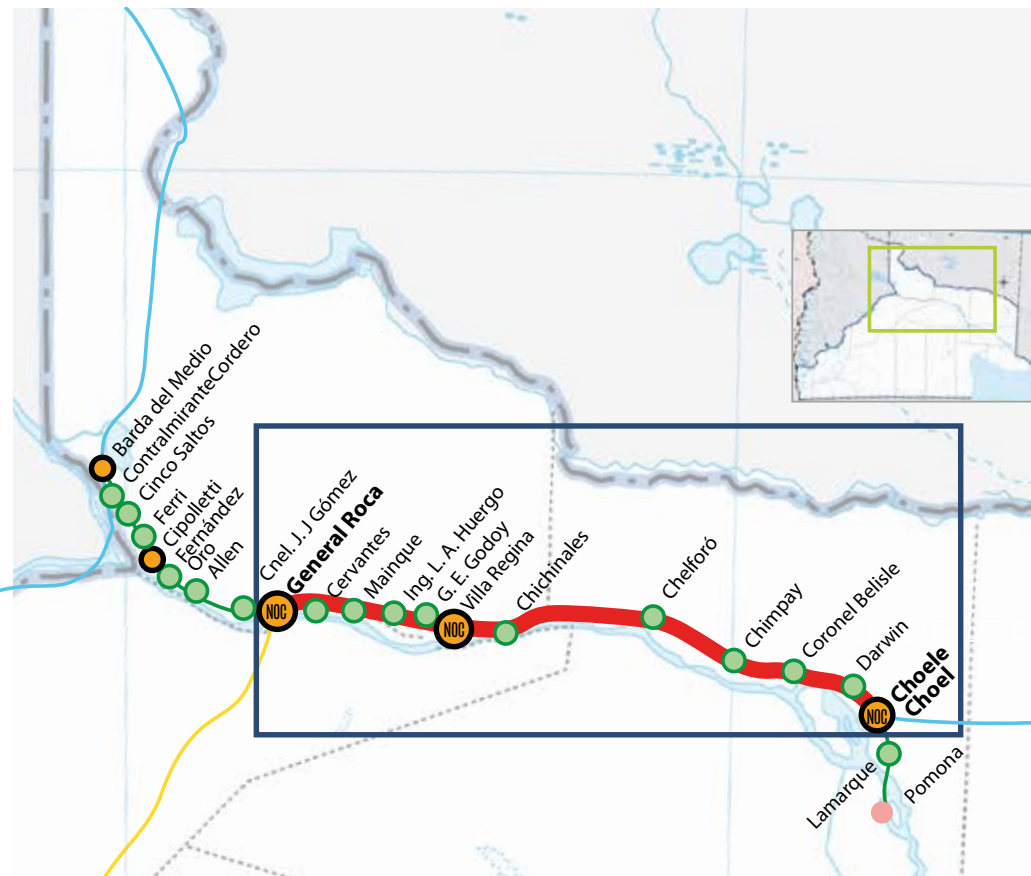 Barda del Medio
ContralmiranteCordero
Cinco Saltos
Ferri
Cipolletti
Fernández
Oro
Allen
Cnel. J. J Gómez
General Roca
NOC
Cervantes
Mainque
Ing. L. A. Huergo
G. E. Godoy
Villa Regina
NOC
Chichinales
Chelforó
Chimpay
Coronel Belisle
Darwin
Choele
Choel
NOC
Lamarque
Pomona